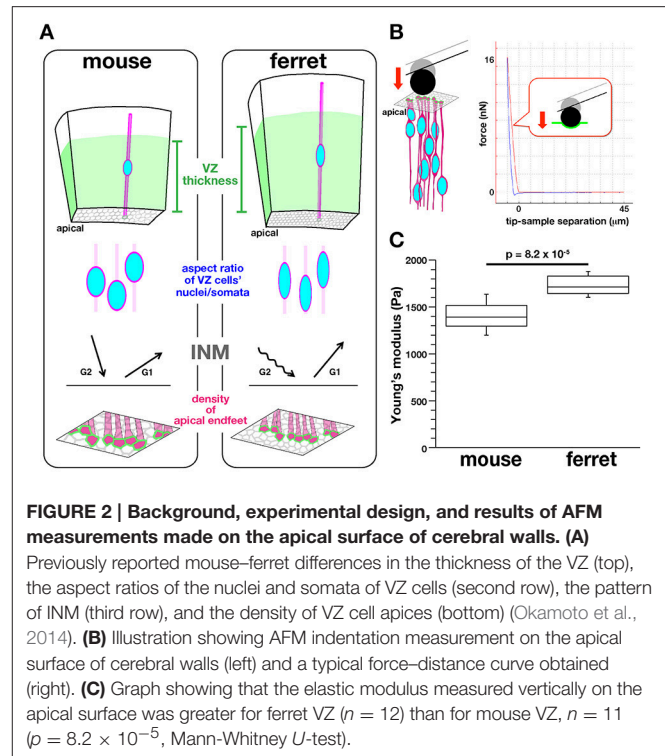 A
mouse
ferret
VZ
thickness
apical
apical
aspect ratio
of VZ cells'
nuclei/somata
INM
G2
G1
G2
G1
density
of
apical endfeet
B
apical
16
force (nN)
0
0
45
tip-sample separation (μm)
C
p = 8.2 x 10-5
2000
1500
1000
500
0
Young's modulus (Pa)
mouse
ferret
FIGURE 2 | Background, experimental design, and results of AFM
measurements made on the apical surface of cerebral walls. (A)
Previously reported mouse–ferret differences in the thickness of the VZ (top),
the aspect ratios of the nuclei and somata of VZ cells (second row), the pattern
of INM (third row), and the density of VZ cell apices (bottom) (Okamoto et al.,
2014). (B) Illustration showing AFM indentation measurement on the apical
surface of cerebral walls (left) and a typical force–distance curve obtained
(right). (C) Graph showing that the elastic modulus measured vertically on the
apical surface was greater for ferret VZ (n = 12) than for mouse VZ, n = 11
(p = 8.2 × 10−5, Mann-Whitney U-test).